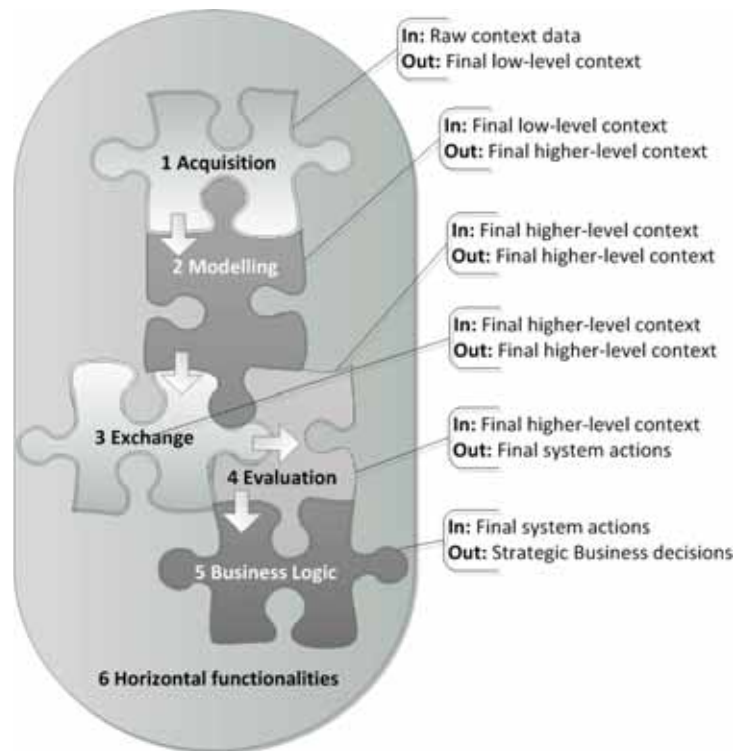 In: Raw context data
Out: Final low-level context
In: Final low-level context
Out: Final higher-level context
1 Acquisition
In: Final higher-level context
Out: Final higher-level context
2 Modelling
In: Final higher-level context
Out: Final higher-level context
3 Exchange
In: Final higher-level context
Out: Final system actions
4 Evaluation
In: Final system actions
Out: Strategic Business decisions
5 Business Logic
6 Horizontal functionalities